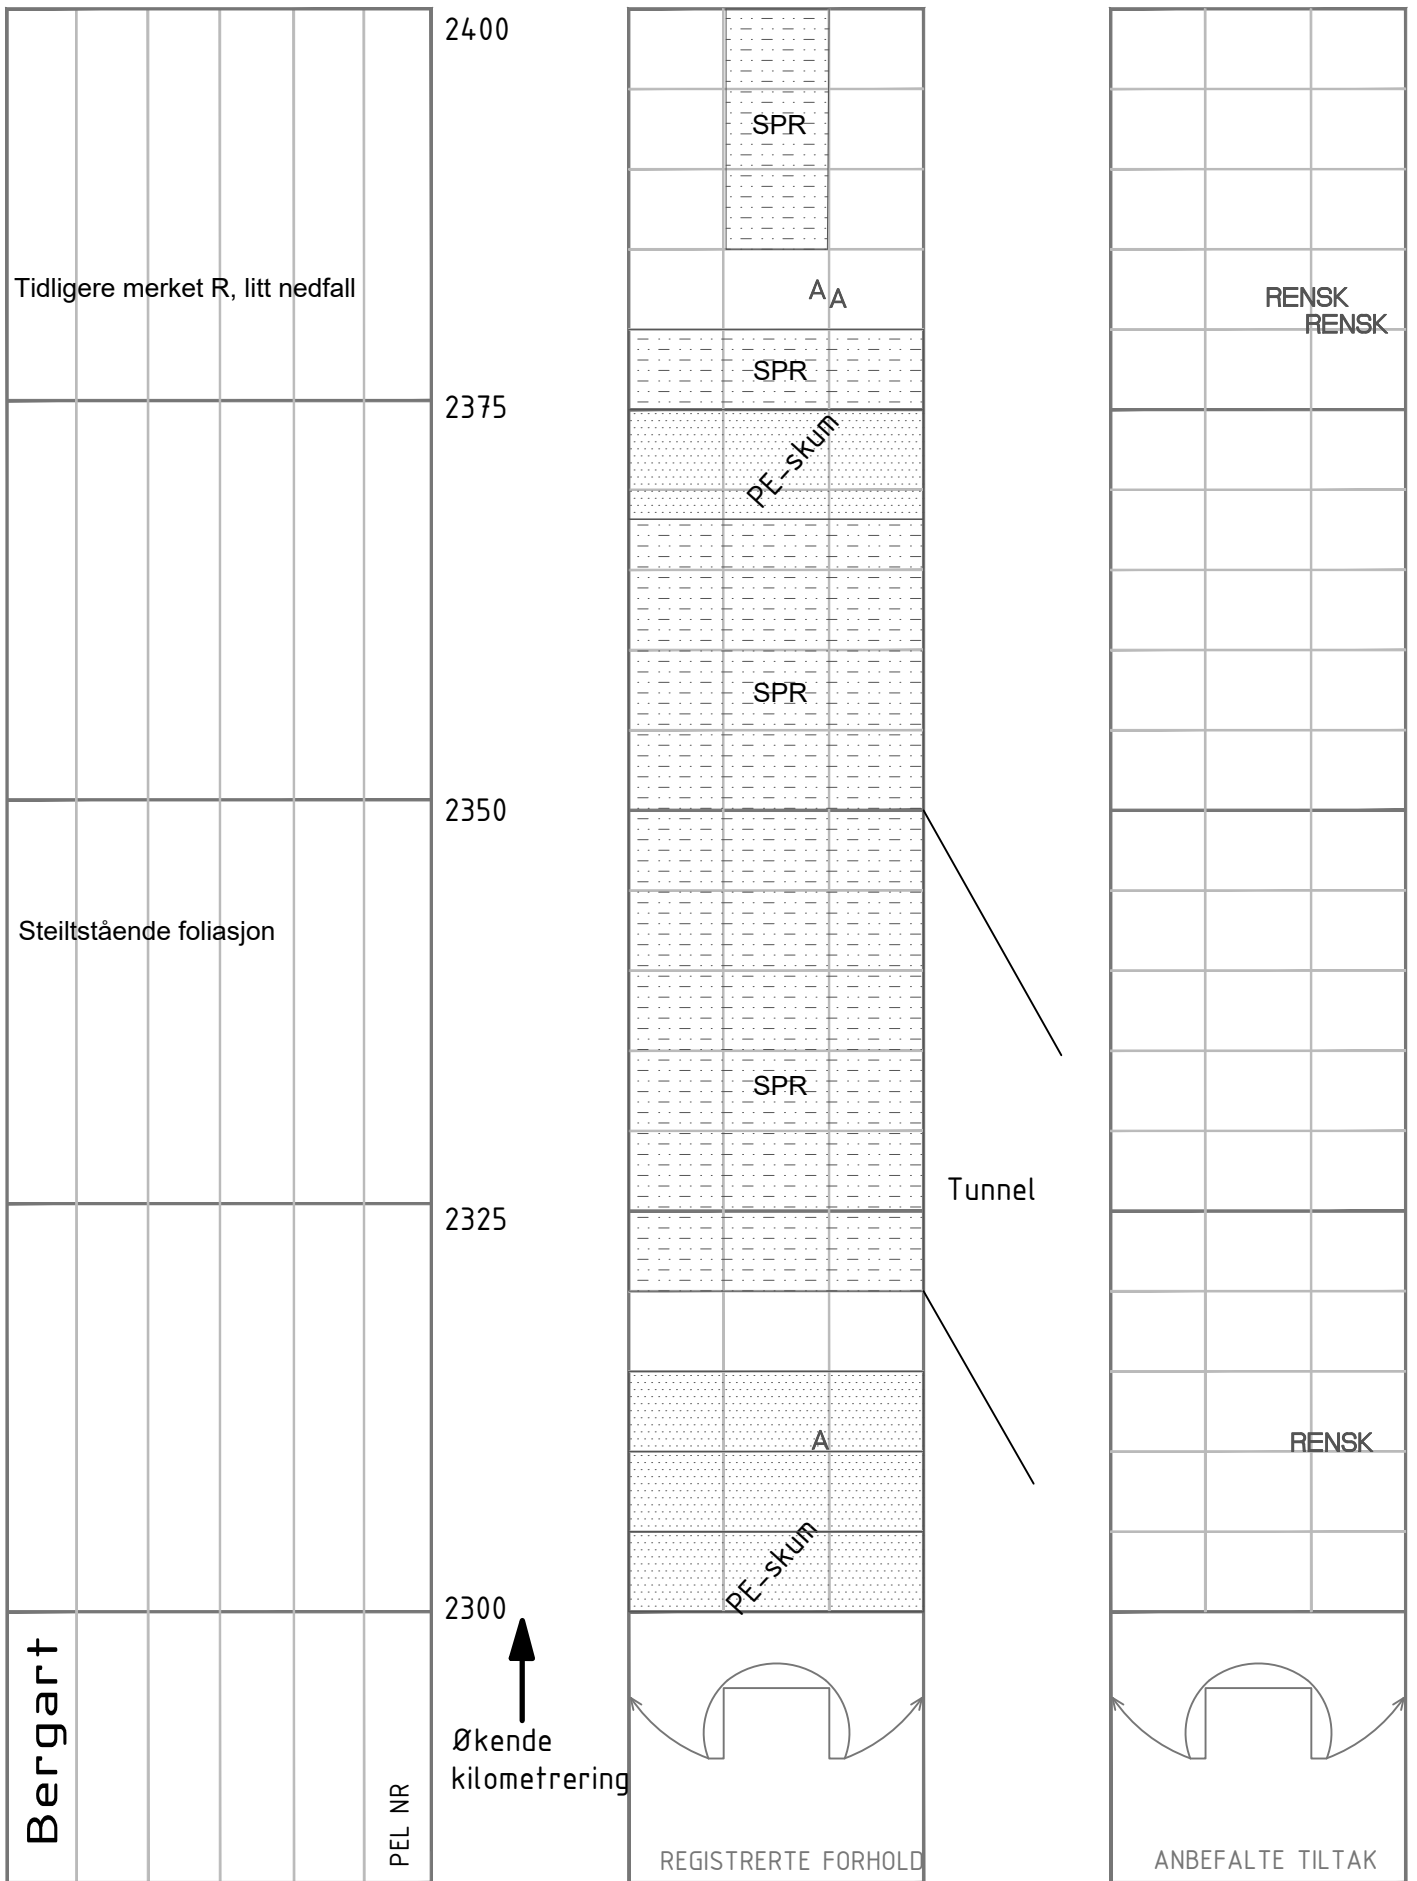 2400
SPR
Tidligere merket R, litt nedfall
A
A
RENSK
RENSK
SPR
2375
PE-skum
SPR
2350
Steiltstående foliasjon
SPR
Tunnel
2325
A
RENSK
PE-skum
2300
Bergart
PEL NR
Økende
kilometrering
REGISTRERTE FORHOLD
ANBEFALTE TILTAK